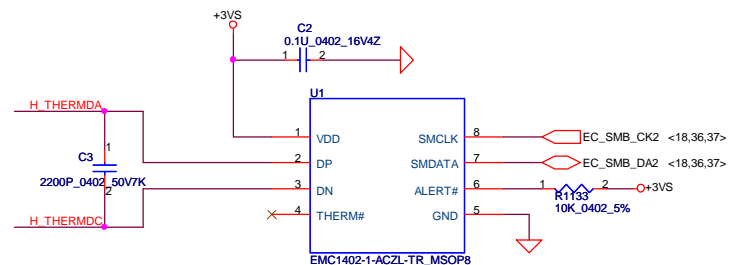 +3VS
C2
0.1U_0402_16V4Z
1 2
U1
H_THERMDA
1 VDD SMCLK 8 EC_SMB_CK2 <18,36,37>
1
C3
2 DP SMDATA 7 EC_SMB_DA2 <18,36,37>
2200P_0402_50V7K
2
3 DN ALERT# 6 1 2 +3VS
R1133
10K_0402_5%
H_THERMDC
4 THERM# GND 5
EMC1402-1-ACZL-TR_MSOP8